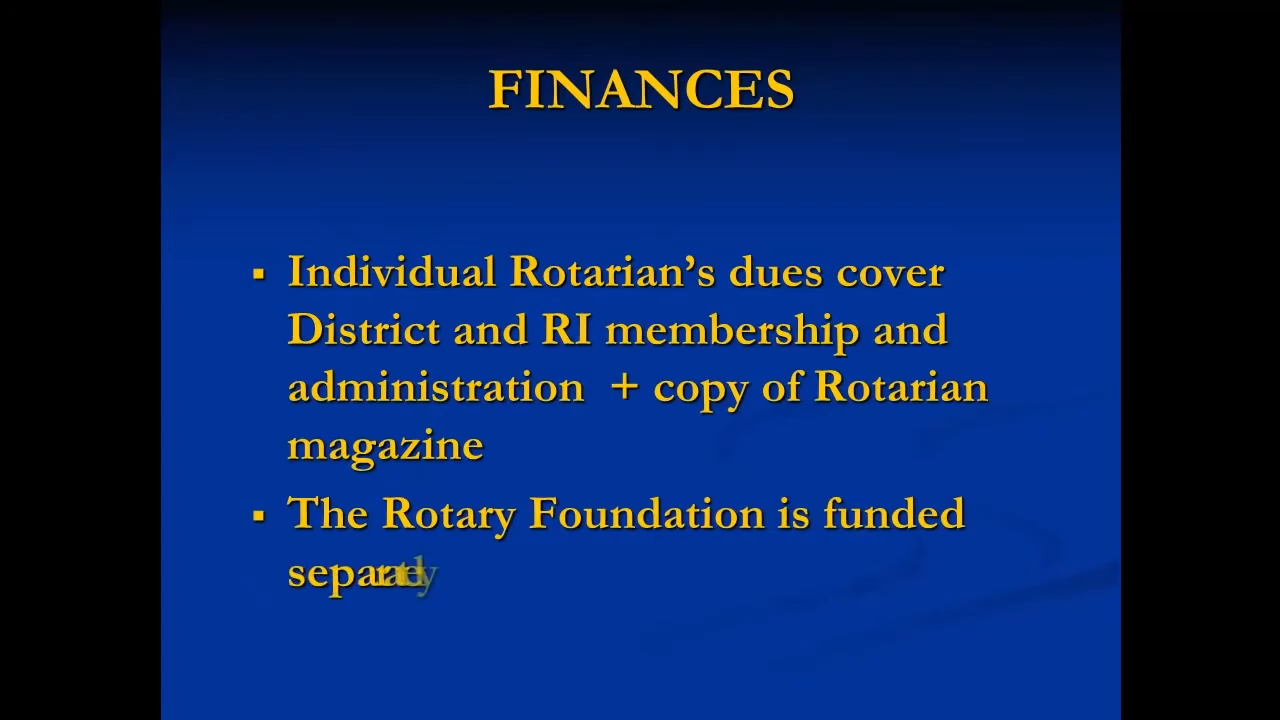 FINANCES
▪ Individual Rotarian’s dues cover
District and RI membership and
administration + copy of Rotarian
magazine
▪ The Rotary Foundation is funded
separately